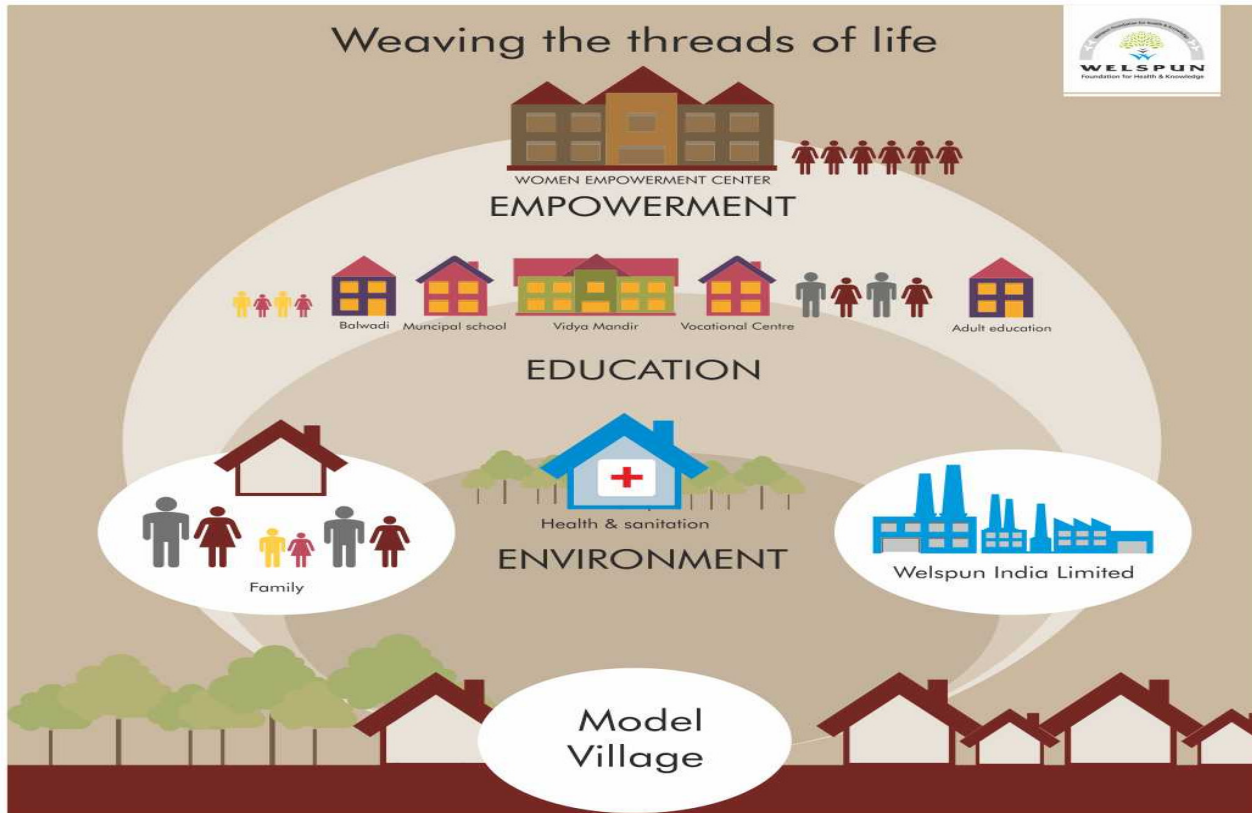 Weaving the threads of life
WELSPUN
Foundation for Health & Knowledge
WOMEN EMPOWERMENT CENTER
EMPOWERMENT
Balwadi
Muncipal school
Vidya Mandir
Vocational Centre
Adult education
EDUCATION
Health & sanitation
ENVIRONMENT
Family
Welspun India Limited
Model
Village